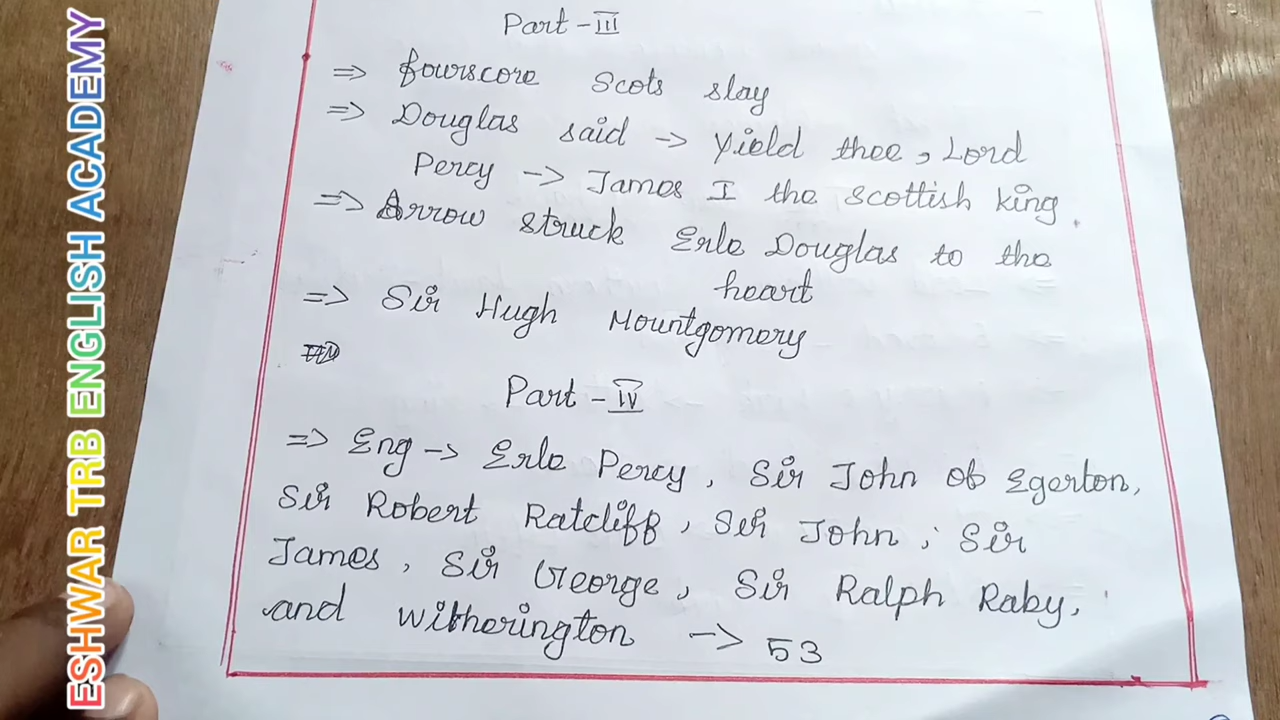 ESHWAR TRB ENGLISH ACADEMY
Part - III
⇒ fourscore Scots slay
⇒ Douglas said → Yield thee, Lord
Percy → James I the Scottish king.
⇒ Arrow struck Erle Douglas to the
heart
⇒ Sir Hugh Mountgomery
Part - IV
⇒ Eng → Erle Percy, Sir John of Egerton,
Sir Robert Ratcliff, Sir John, Sir
James, Sir George, Sir Ralph Raby,
and Witherington → 53